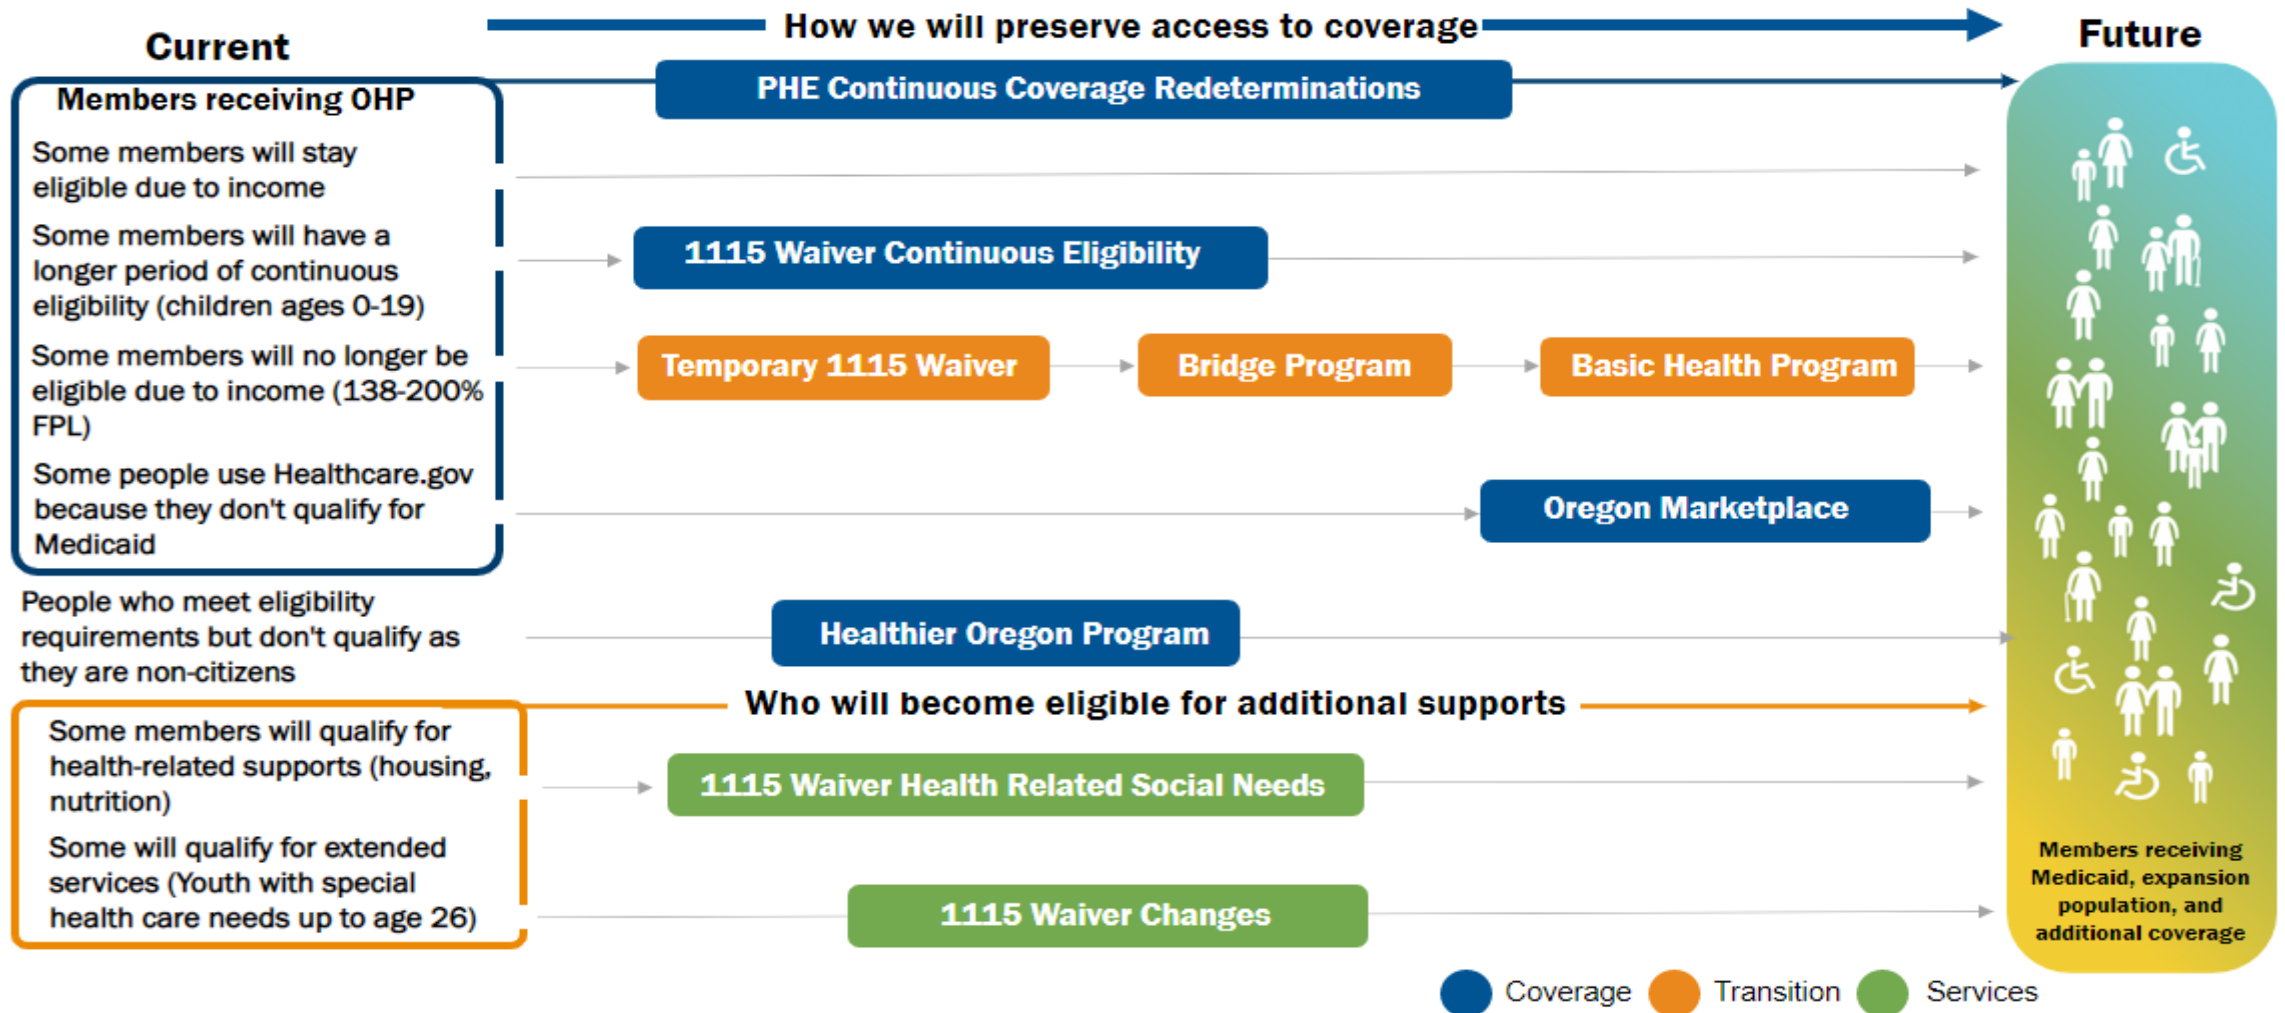 How we will preserve access to coverage
Current
Future
PHE Continuous Coverage Redeterminations
Members receiving OHP
Some members will stay
eligible due to income
Some members will have a
longer period of continuous
eligibility (children ages 0-19)
1115 Waiver Continuous Eligibility
Some members will no longer be
eligible due to income (138-200%
FPL)
Temporary 1115 Waiver
Bridge Program
Basic Health Program
Some people use Healthcare.gov
because they don't qualify for
Medicaid
Oregon Marketplace
People who meet eligibility
requirements but don't qualify as
they are non-citizens
Healthier Oregon Program
Who will become eligible for additional supports
Some members will qualify for
health-related supports (housing,
nutrition)
1115 Waiver Health Related Social Needs
Some will qualify for extended
services (Youth with special
health care needs up to age 26)
1115 Waiver Changes
Members receiving
Medicaid, expansion
population, and
additional coverage
Coverage
Transition
Services